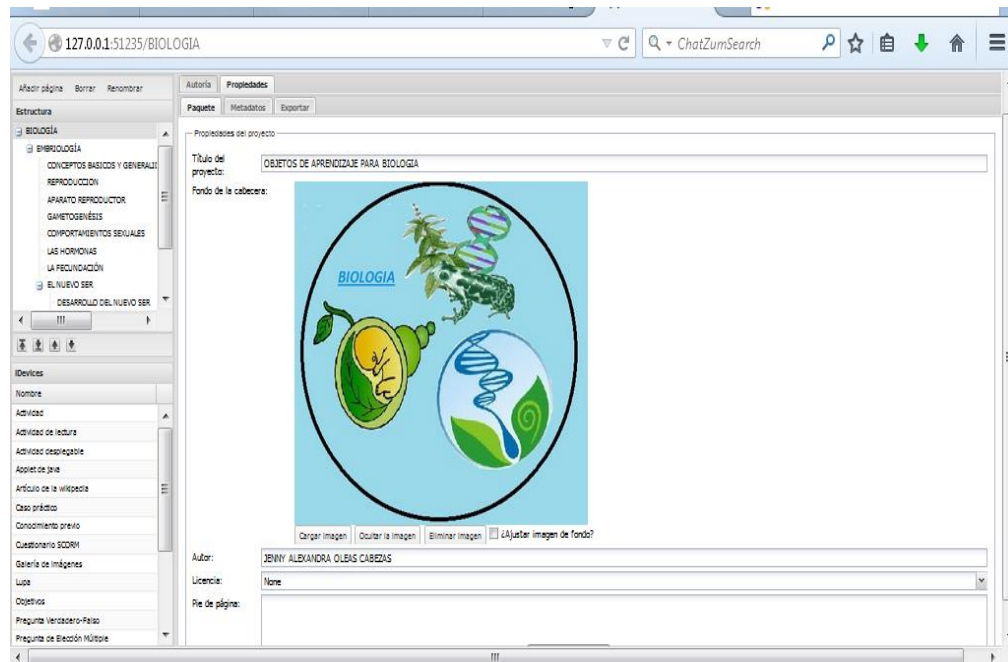 127.0.0.1:51235/BIOLOGIA
ChatZumSearch
Añadir página Borrar Renombrar
Estructura
BIOLOGÍA
EMBRIOLOGÍA
CONCEPTOS BASICOS Y GENERALI
REPRODUCCION
APARATO REPRODUCTOR
GAMETOGENÉSIS
COMPORTAMIENTOS SEXUALES
LAS HORMONAS
LA FECUNDACIÓN
EL NUEVO SER
DESARROLLO DEL NUEVO SER
iDevices
Nombre
Actividad
Actividad de lectura
Actividad desplegable
Applet de Java
Artículo de la wikipedia
Caso práctico
Conocimiento previo
Cuestionario SCORM
Galería de Imágenes
Lupa
Objetivos
Pregunta Verdadero-Falso
Pregunta de Elección Múltiple
Autoría Propiedades
Paquete Metadatos Exportar
Propiedades del proyecto
Título del proyecto: OBJETOS DE APRENDIZAJE PARA BIOLOGIA
Fondo de la cabecera:
BIOLOGIA
Cargar Imagen Ocultar la Imagen Eliminar Imagen ¿Ajustar imagen de fondo?
Autor: JENNY ALEXANDRA OLEAS CABEZAS
Licencia: None
Pie de página: